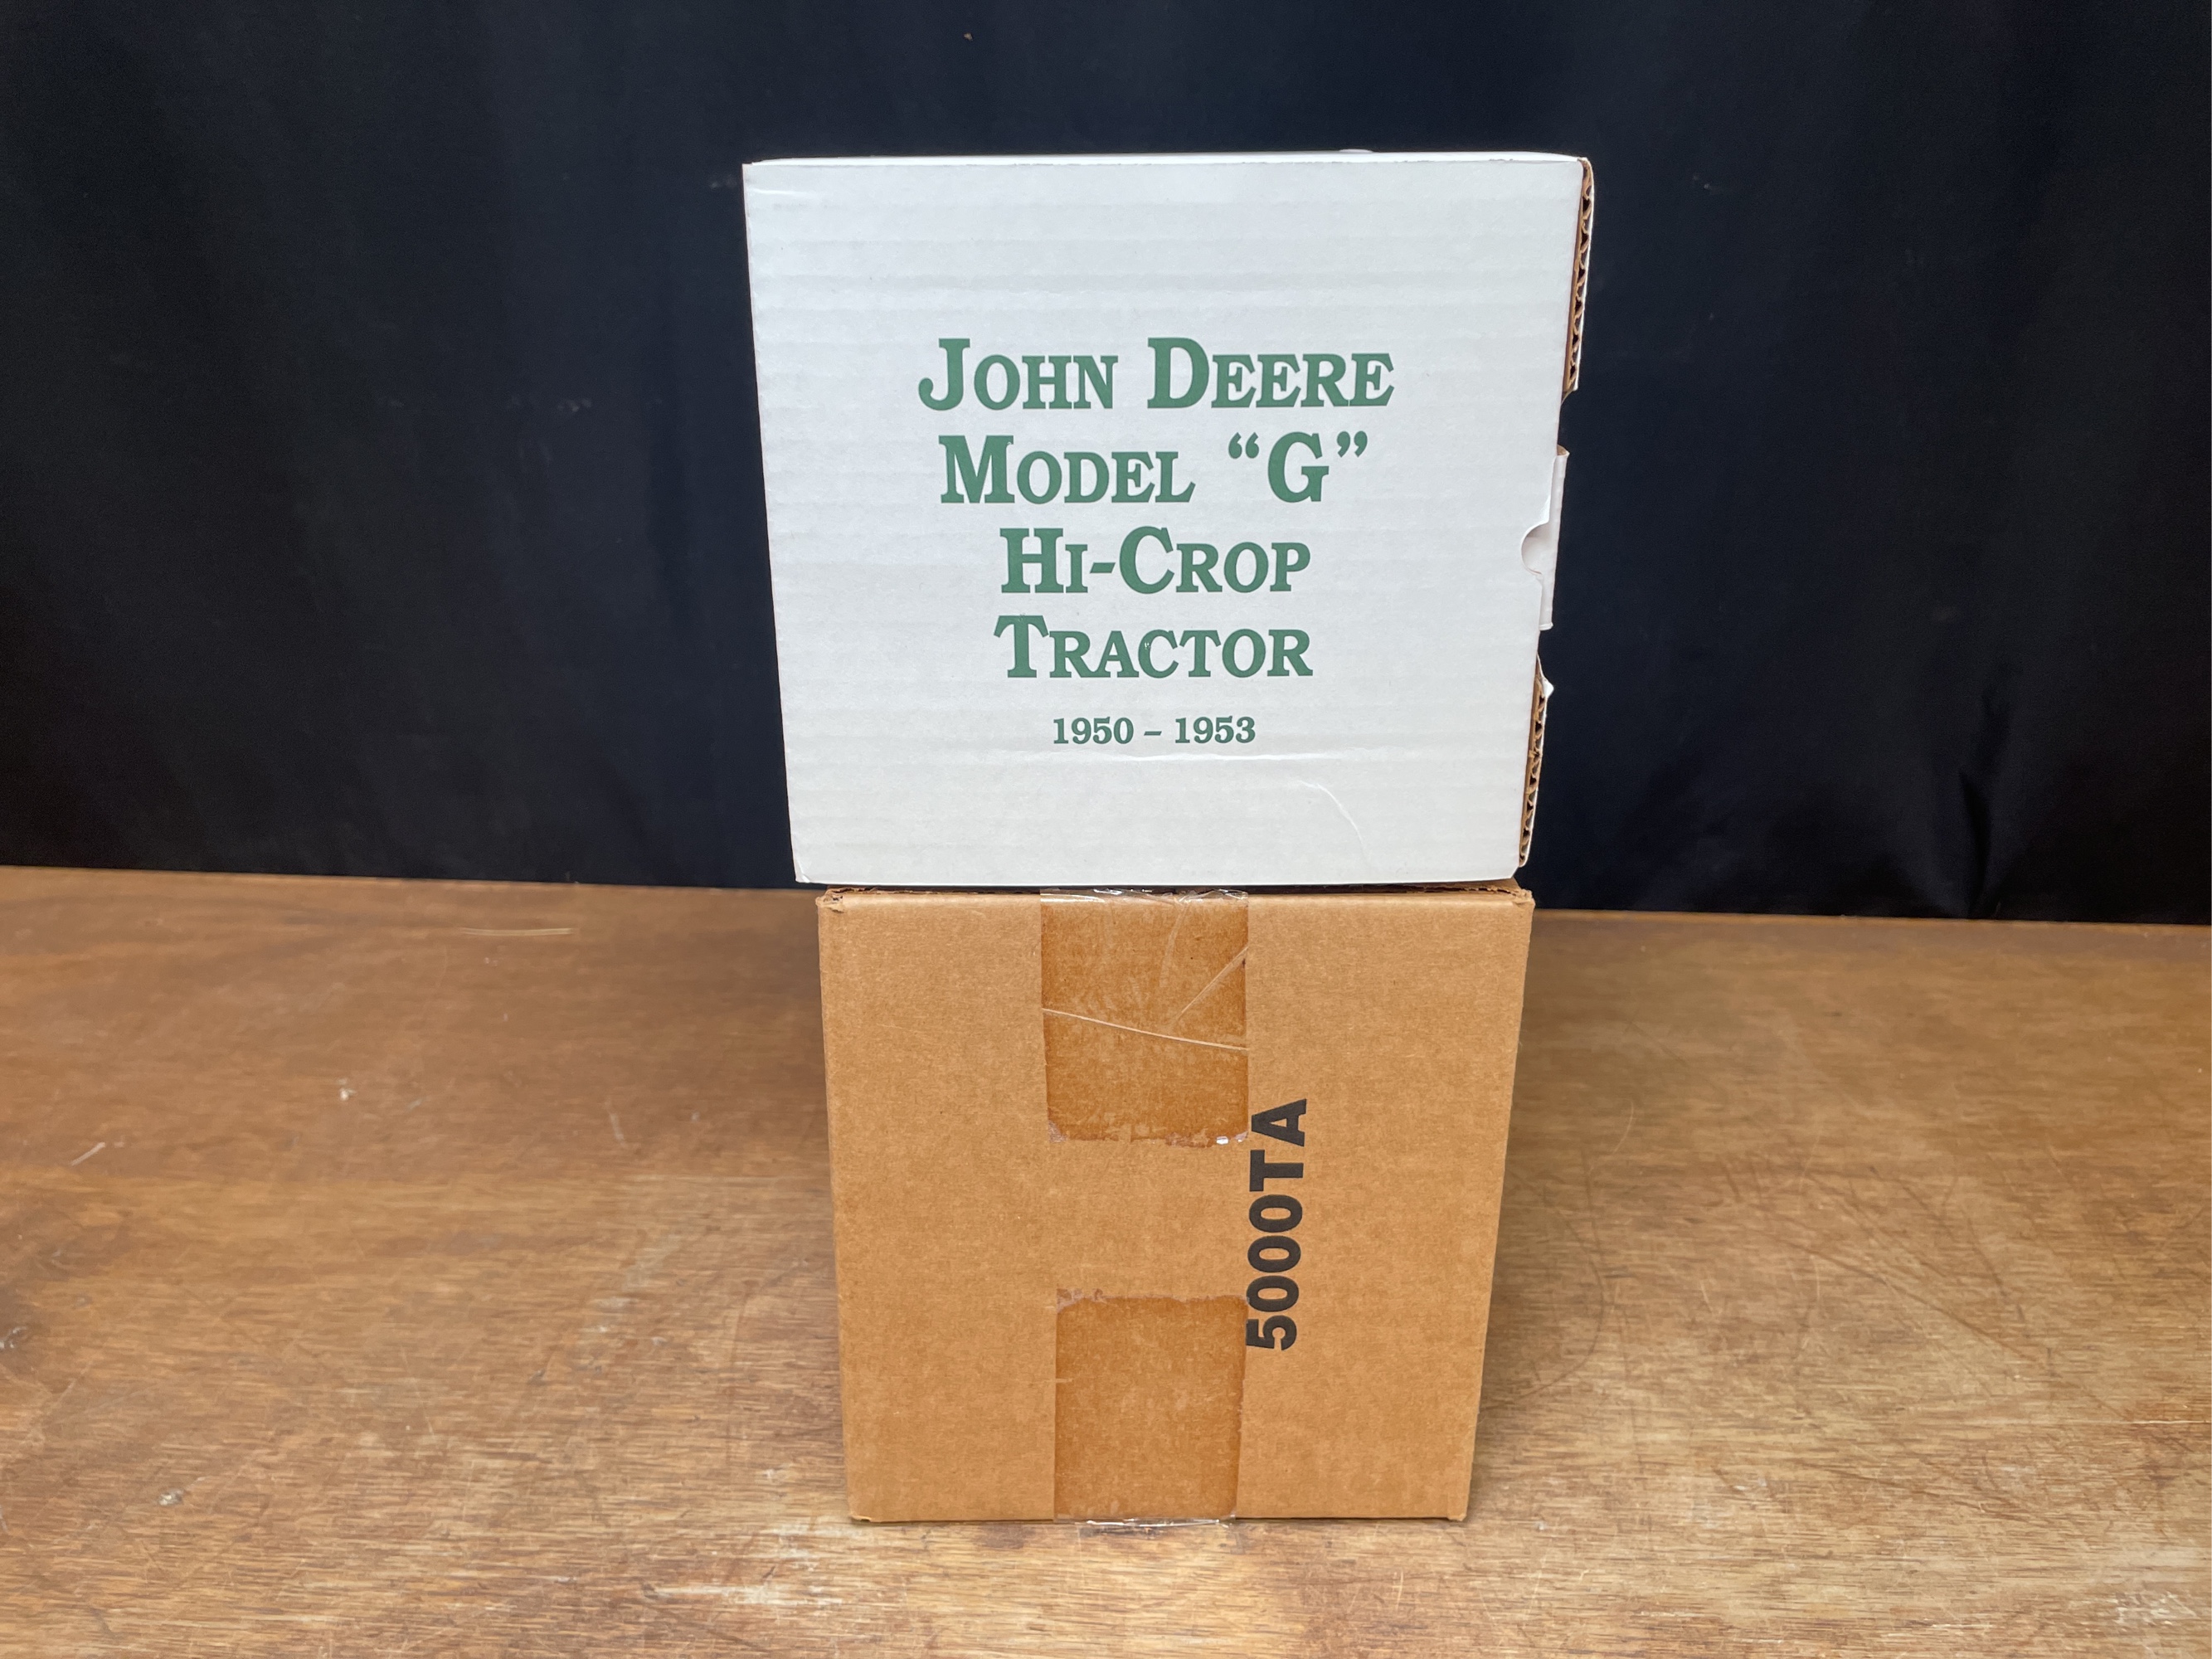 JOHN DEERE
MODEL “G”
HI-CROP
TRACTOR
1950 – 1953
5000TA